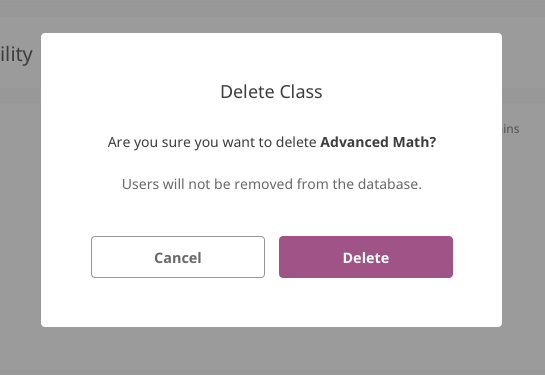 ility
Delete Class
Are you sure you want to delete Advanced Math?
ins
Users will not be removed from the database.
Cancel
Delete